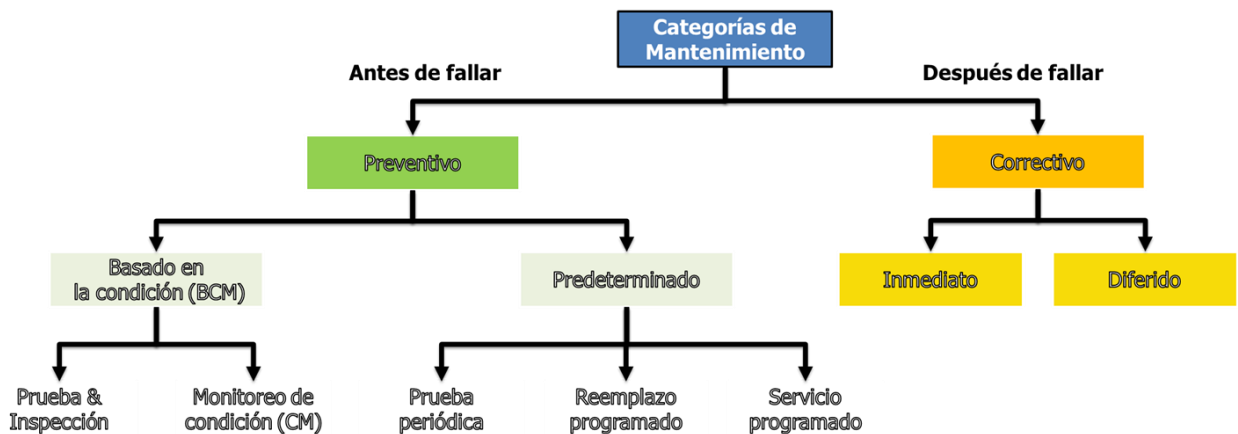 Categorías de
Mantenimiento
Antes de fallar
Después de fallar
Preventivo
Correctivo
Basado en
la condición (BCM)
Predeterminado
Inmediato
Diferido
Prueba &
Inspección
Monitoreo de
condición (CM)
Prueba
periódica
Reemplazo
programado
Servicio
programado